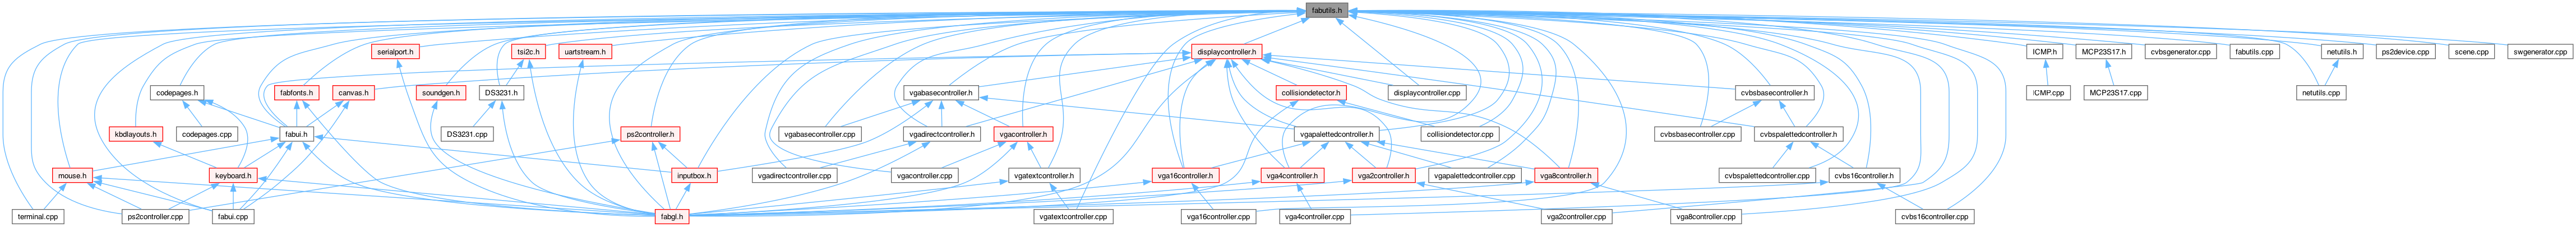 fabutils.h
serialport.h
tsi2c.h
uartstream.h
displaycontroller.h
ICMP.h
MCP23S17.h
cvbsgenerator.cpp
fabutils.cpp
netutils.h
ps2device.cpp
scene.cpp
swgenerator.cpp
codepages.h
fabfonts.h
canvas.h
soundgen.h
DS3231.h
vgabasecontroller.h
displaycontroller.cpp
collisiondetector.h
cvbsbasecontroller.h
ICMP.cpp
MCP23S17.cpp
netutils.cpp
kbdlayouts.h
codepages.cpp
fabui.h
DS3231.cpp
ps2controller.h
vgabasecontroller.cpp
vgadirectcontroller.h
vgacontroller.h
vgapalettedcontroller.h
collisiondetector.cpp
cvbsbasecontroller.cpp
cvbspalettedcontroller.h
mouse.h
keyboard.h
inputbox.h
vgadirectcontroller.cpp
vgacontroller.cpp
vgatextcontroller.h
vga16controller.h
vga4controller.h
vga2controller.h
vgapalettedcontroller.cpp
vga8controller.h
cvbspalettedcontroller.cpp
cvbs16controller.h
terminal.cpp
ps2controller.cpp
fabui.cpp
fabgl.h
vgatextcontroller.cpp
vga16controller.cpp
vga4controller.cpp
vga2controller.cpp
vga8controller.cpp
cvbs16controller.cpp